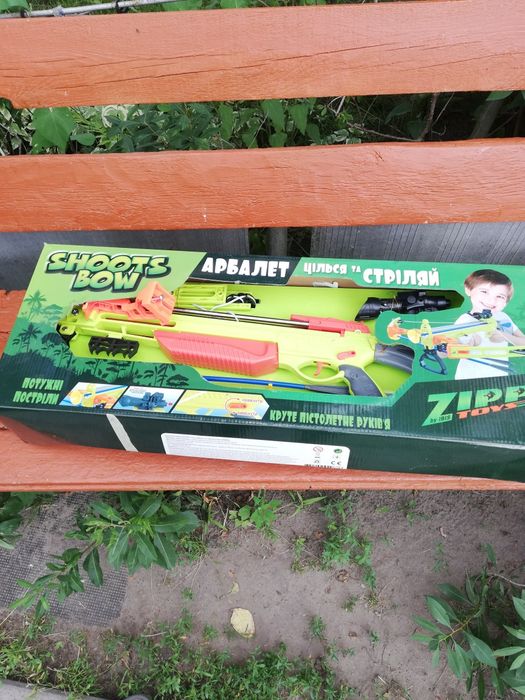 SHOOTS
BOW
АРБАЛЕТ ЦІЛЬСЯ ТА СТРІЛЯЙ
ПОТУЖНІ
ПОСТРІЛИ
КРУТЕ ПІСТОЛЕТНЕ РУКІВ'Я
ZIPP
TOYS